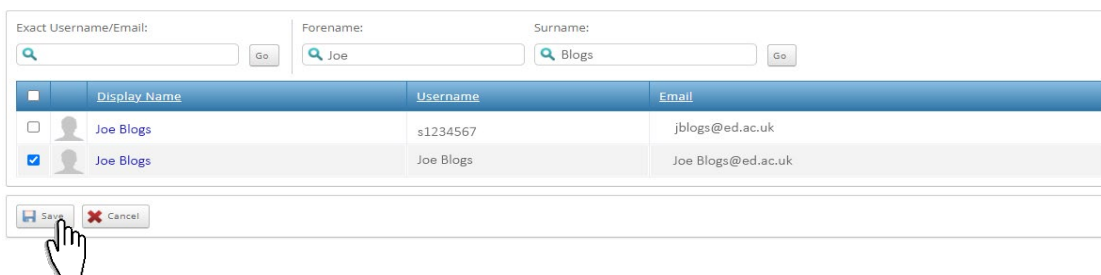 Exact Username/Email: Forename: Surname:
Go Joe Blogs Go
Display Name Username Email
Joe Blogs s1234567 jblogs@ed.ac.uk
Joe Blogs Joe Blogs Joe Blogs@ed.ac.uk
Save Cancel